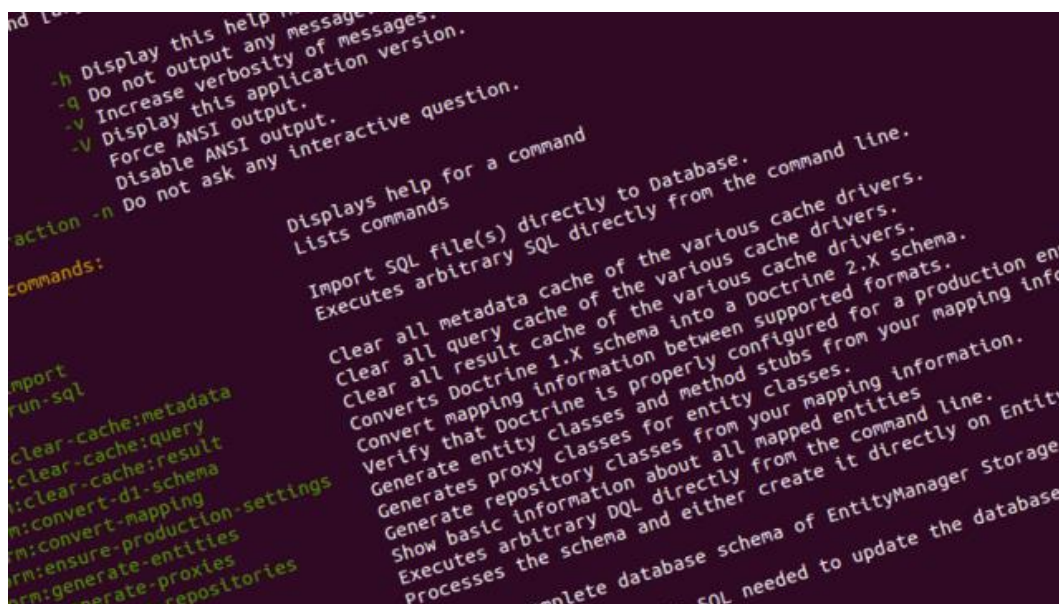 -h Display this help
-q Do not output any message.
-v Increase verbosity of messages.
-V Display this application version.
Force ANSI output.
Disable ANSI output.
action -n Do not ask any interactive question.
commands:
Displays help for a command
Lists commands
import Import SQL file(s) directly to Database.
run-sql Executes arbitrary SQL directly from the command line.
:clear-cache:metadata Clear all metadata cache of the various cache drivers.
:clear-cache:query Clear all query cache of the various cache drivers.
:clear-cache:result Clear all result cache of the various cache drivers.
m:convert-d1-schema Converts Doctrine 1.X schema into a Doctrine 2.X schema.
rm:convert-mapping Convert mapping information between supported formats.
rm:ensure-production-settings Verify that Doctrine is properly configured for a production en
orm:generate-entities Generate entity classes and method stubs from your mapping info
erate-proxies Generates proxy classes for entity classes.
repositories Generate repository classes from your mapping information.
Show basic information about all mapped entities
Executes arbitrary DQL directly from the command line.
Processes the schema and either create it directly on Entit
mplete database schema of EntityManager Storage
SQL needed to update the database